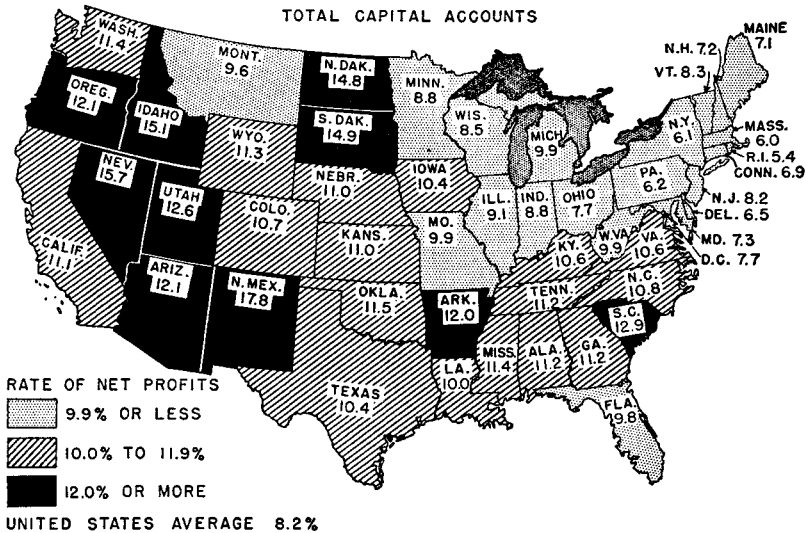 TOTAL CAPITAL ACCOUNTS
WASH.
11.4
OREG.
12.1
IDAHO
15.1
MONT.
9.6
N. DAK.
14.8
S. DAK.
14.9
MINN.
8.8
WIS.
8.5
MICH.
9.9
WYO.
11.3
NEBR.
11.0
IOWA
10.4
NEV.
15.7
UTAH
12.6
COLO.
10.7
KANS.
11.0
MO.
9.9
ILL.
9.1
IND.
8.8
OHIO
7.7
PA.
6.2
N.Y.
6.1
MAINE
7.1
N.H. 7.2
VT. 8.3
MASS.
6.0
R.I. 5.4
CONN. 6.9
N.J. 8.2
DEL. 6.5
MD. 7.3
D.C. 7.7
CALIF.
11.1
ARIZ.
12.1
N. MEX.
17.8
OKLA.
11.5
ARK.
12.0
KY.
10.6
W.VA.
9.9
VA.
10.6
TENN.
11.2
N.C.
10.8
S.C.
12.9
TEXAS
10.4
LA.
10.0
MISS.
11.4
ALA.
11.2
GA.
11.2
FLA.
9.8
RATE OF NET PROFITS
9.9% OR LESS
10.0% TO 11.9%
12.0% OR MORE
UNITED STATES AVERAGE 8.2%